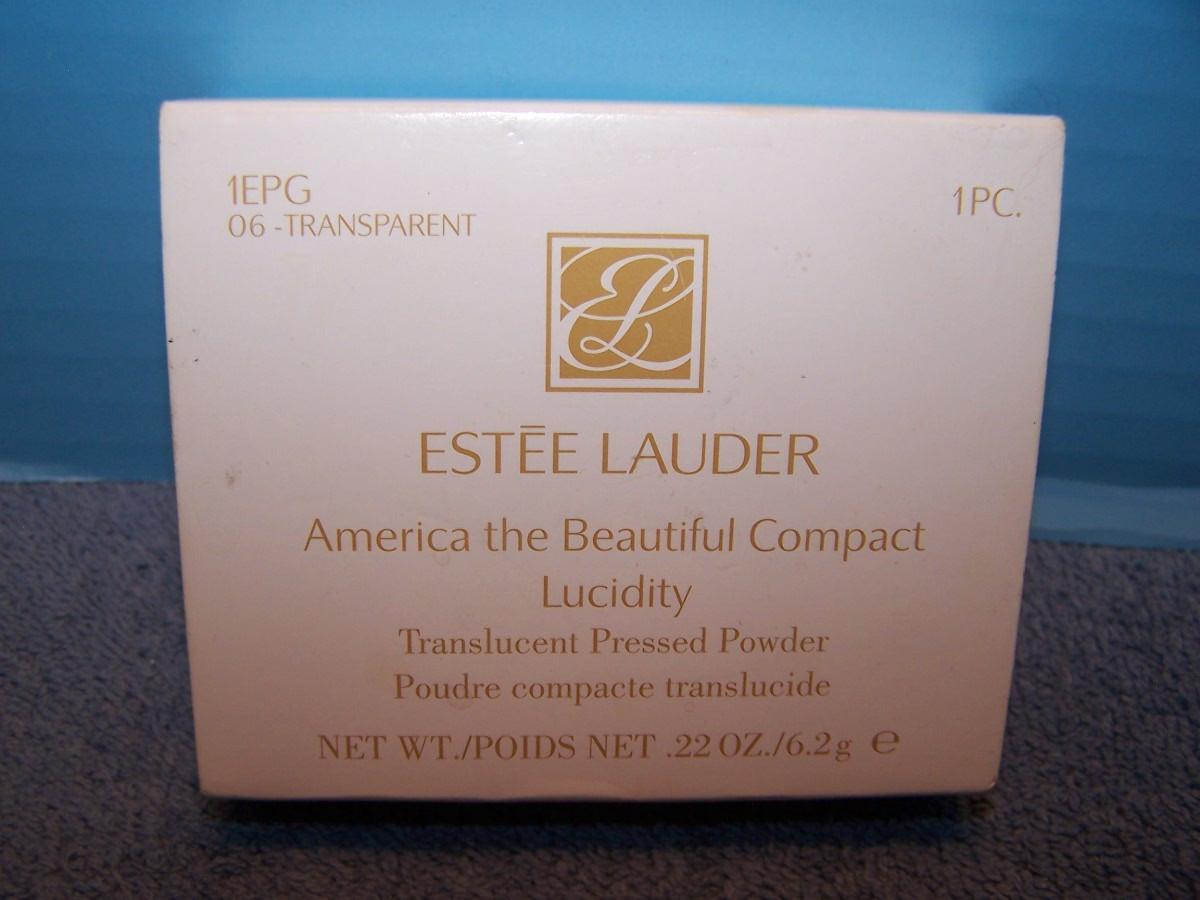 1EPG
06 -TRANSPARENT
1PC.
EL
ESTĒE LAUDER
America the Beautiful Compact
Lucidity
Translucent Pressed Powder
Poudre compacte translucide
NET WT./POIDS NET .22 OZ./6.2g ℮